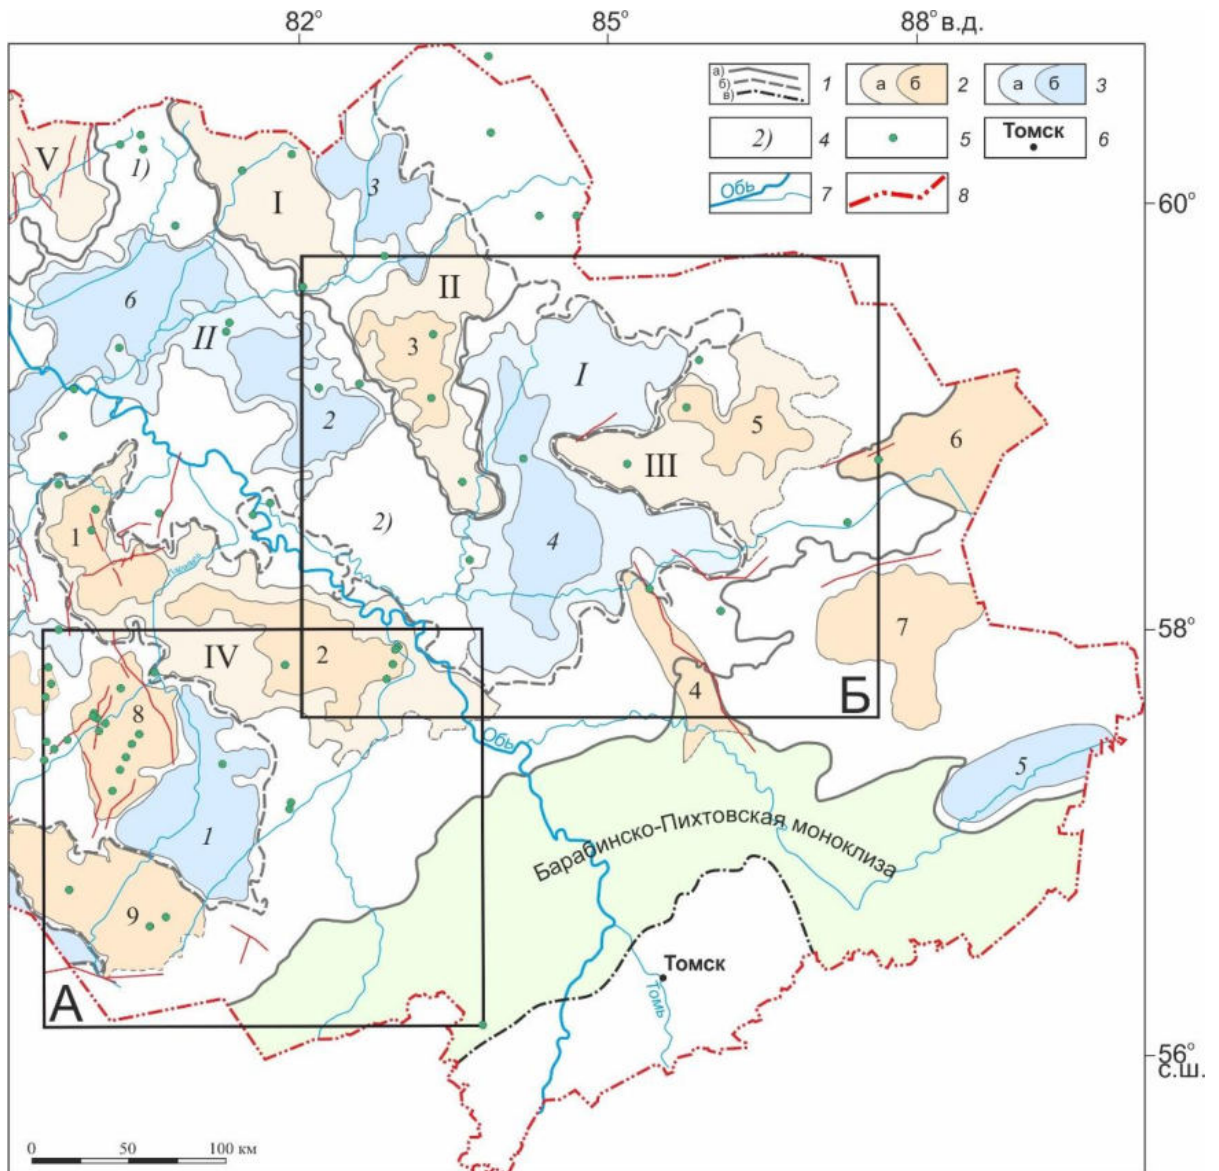 82° 85° 88° в.д.
а) б) в) 1
а б 2
а б 3
2) 4
5
Томск 6
Обь 7
8
60°
58°
56°
с.ш.
V
1)
I
3
II
6
II
3
I
2
5
III
6
1
2)
4
IV
2
7
8
4
Б
Обь
5
1
Барабинско-Пихтовская моноклиза
9
Томск
А
Томь
0 50 100 км